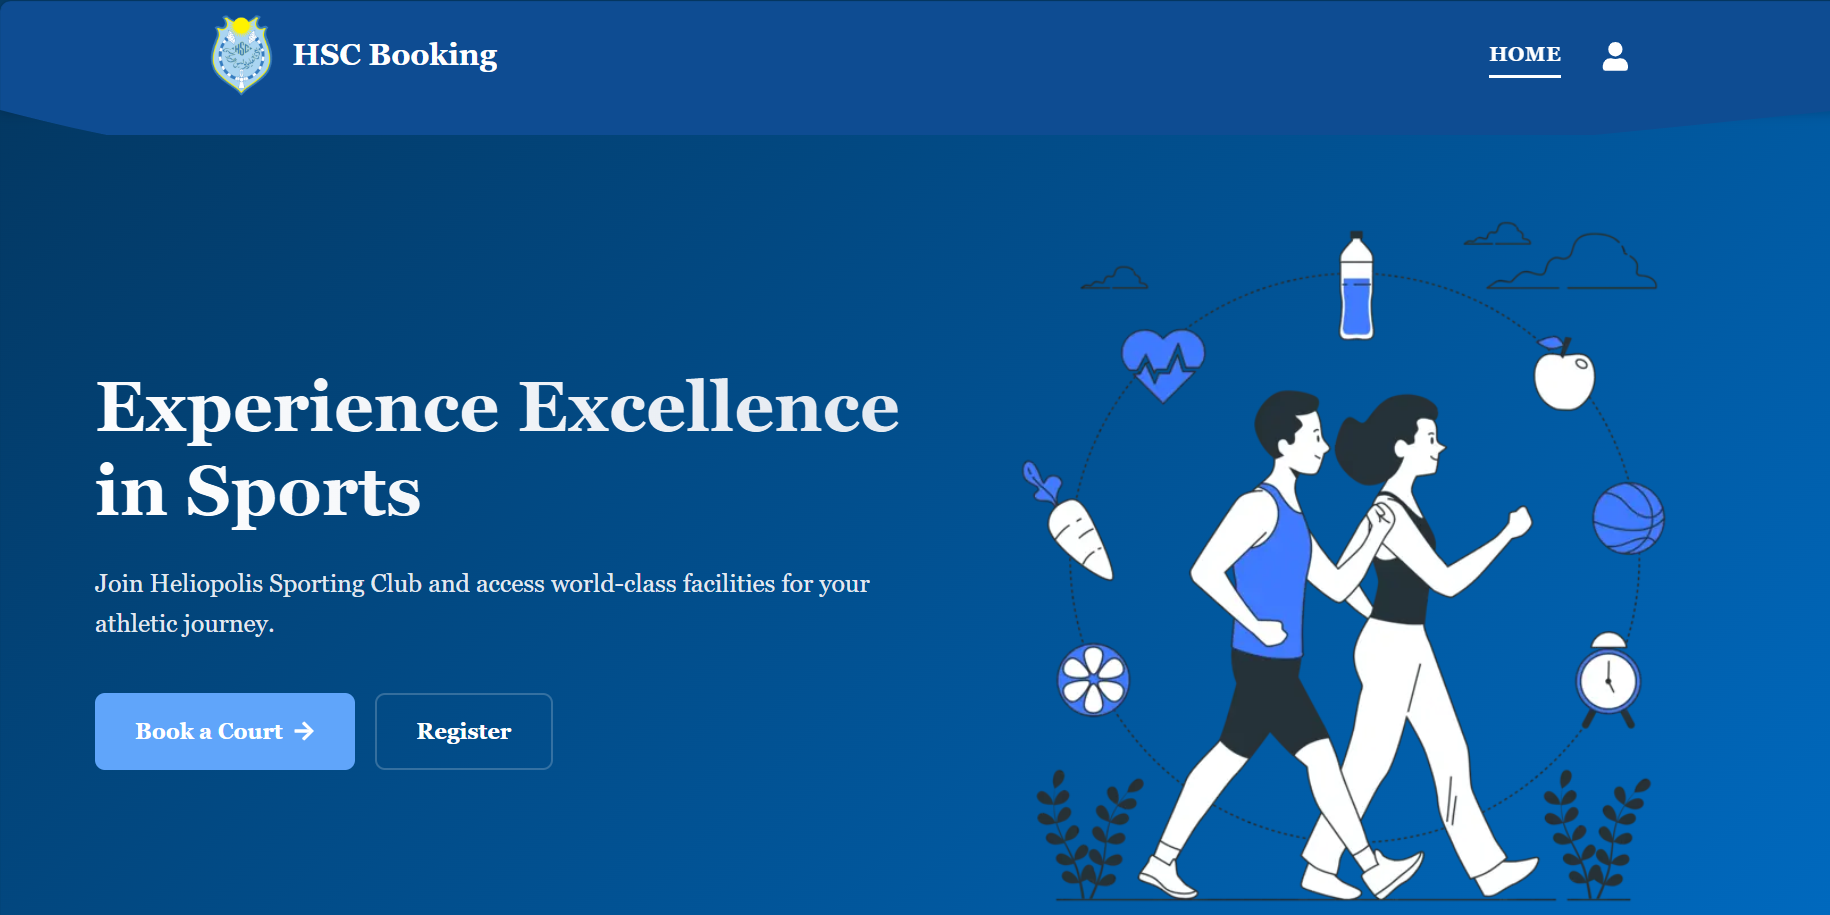 HSC
HSC Booking
HOME
Experience Excellence
in Sports
Join Heliopolis Sporting Club and access world-class facilities for your
athletic journey.
Book a Court
Register